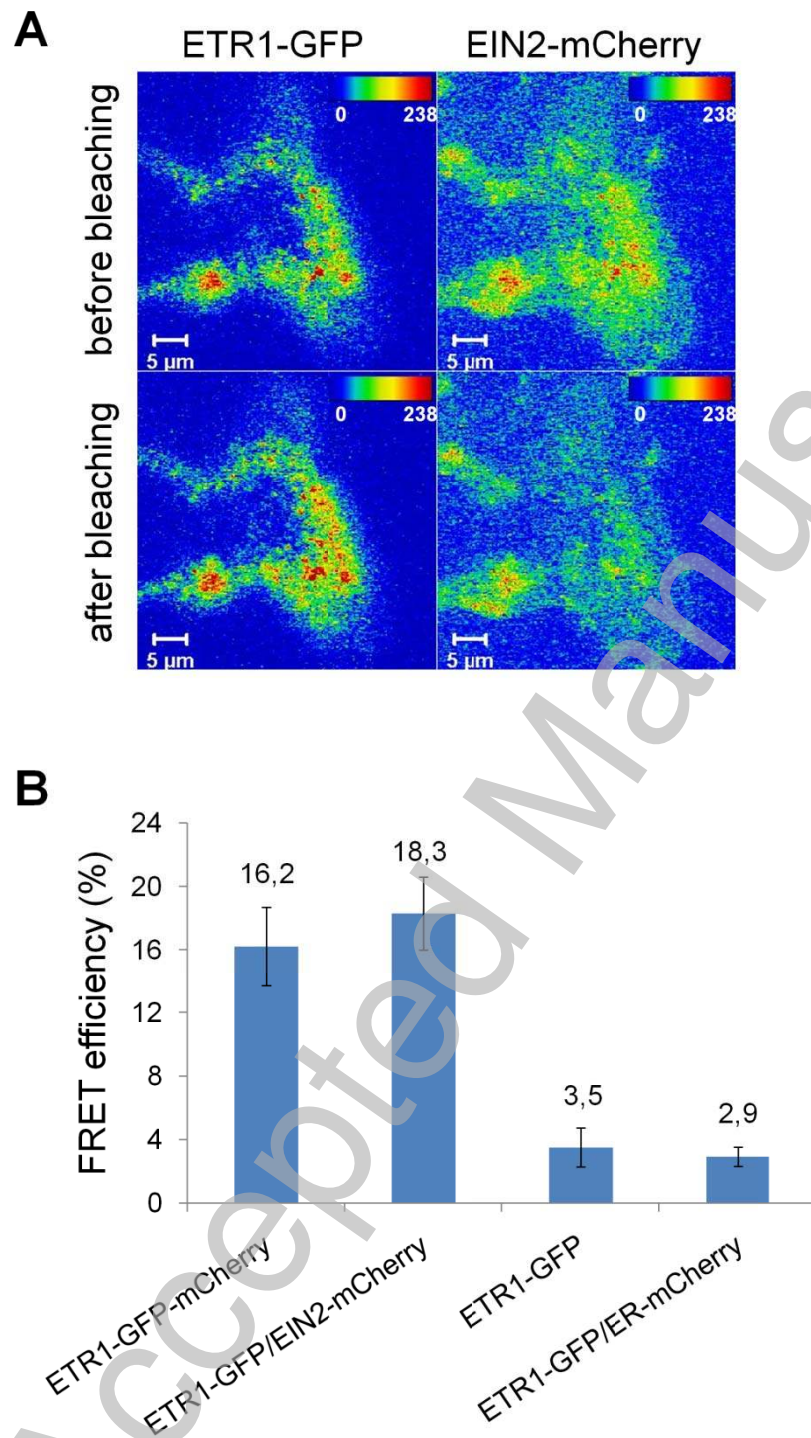 A
ETR1-GFP
EIN2-mCherry
before bleaching
0 238
0 238
5 µm
5 µm
after bleaching
0 238
0 238
5 µm
5 µm
B
FRET efficiency (%)
24
20
16
12
8
4
0
16,2
18,3
3,5
2,9
ETR1-GFP-mCherry
ETR1-GFP/EIN2-mCherry
ETR1-GFP
ETR1-GFP/ER-mCherry
Accepted Manus